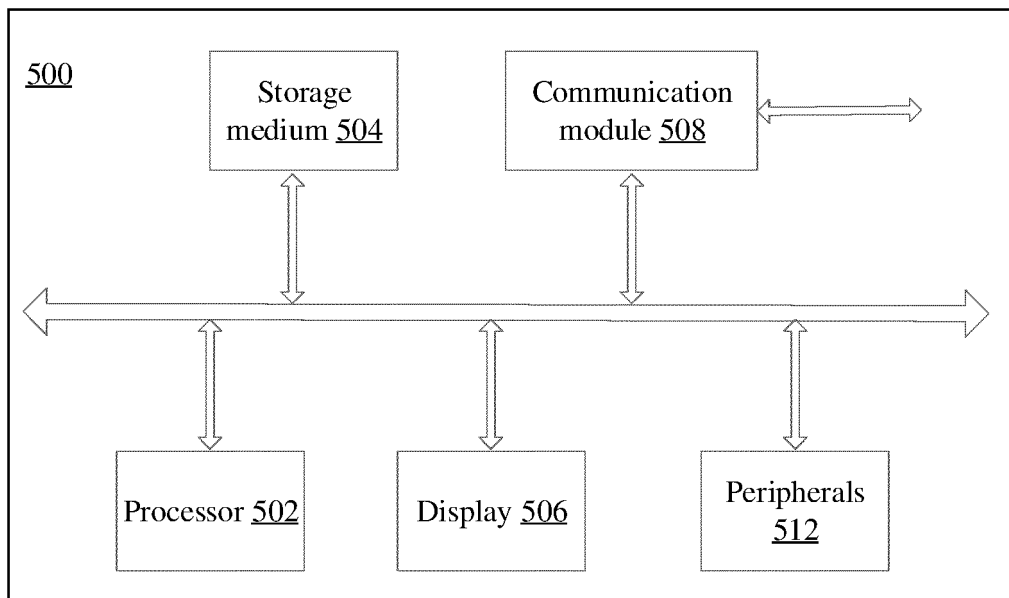 500
Storage
medium 504
Communication
module 508
Processor 502
Display 506
Peripherals
512